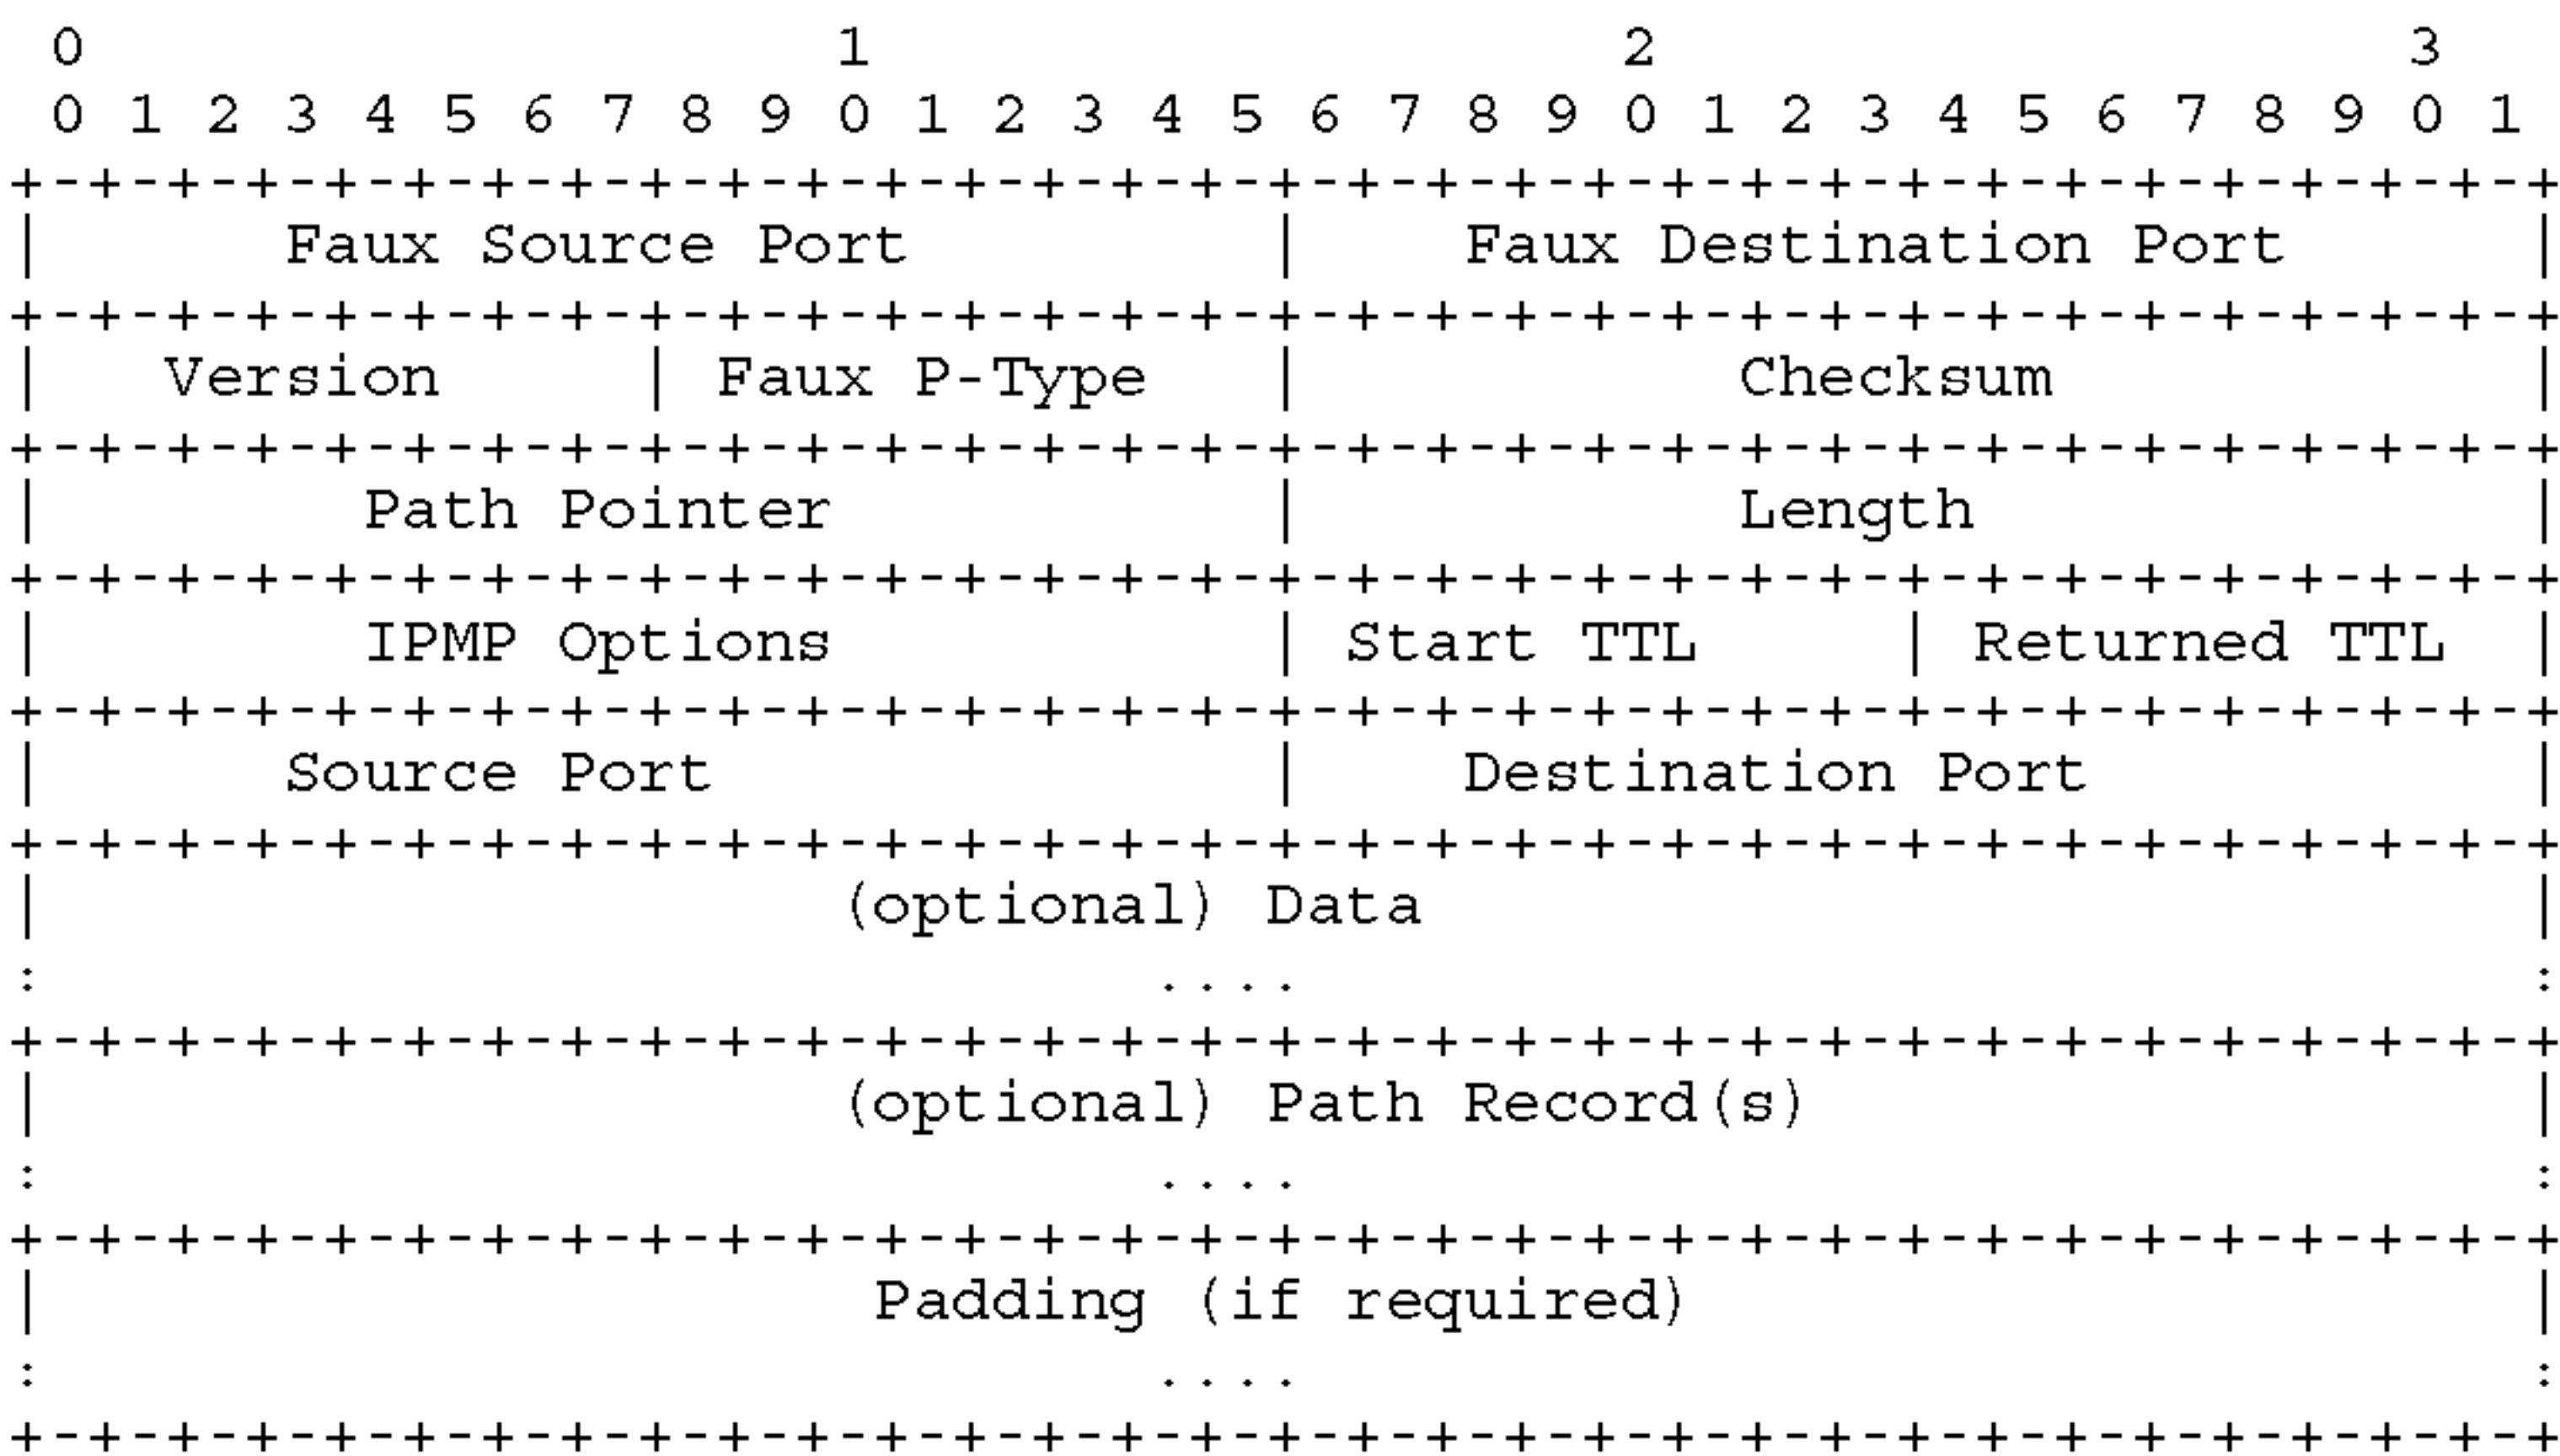 0                   1                   2                   3
 0 1 2 3 4 5 6 7 8 9 0 1 2 3 4 5 6 7 8 9 0 1 2 3 4 5 6 7 8 9 0 1
+-+-+-+-+-+-+-+-+-+-+-+-+-+-+-+-+-+-+-+-+-+-+-+-+-+-+-+-+-+-+-+-+
|      Faux Source Port         |    Faux Destination Port      |
+-+-+-+-+-+-+-+-+-+-+-+-+-+-+-+-+-+-+-+-+-+-+-+-+-+-+-+-+-+-+-+-+
|   Version     | Faux P-Type   |           Checksum            |
+-+-+-+-+-+-+-+-+-+-+-+-+-+-+-+-+-+-+-+-+-+-+-+-+-+-+-+-+-+-+-+-+
|        Path Pointer           |           Length              |
+-+-+-+-+-+-+-+-+-+-+-+-+-+-+-+-+-+-+-+-+-+-+-+-+-+-+-+-+-+-+-+-+
|        IPMP Options           | Start TTL     | Returned TTL  |
+-+-+-+-+-+-+-+-+-+-+-+-+-+-+-+-+-+-+-+-+-+-+-+-+-+-+-+-+-+-+-+-+
|      Source Port              |    Destination Port           |
+-+-+-+-+-+-+-+-+-+-+-+-+-+-+-+-+-+-+-+-+-+-+-+-+-+-+-+-+-+-+-+-+
|                    (optional) Data                            |
:                            ....                               :
+-+-+-+-+-+-+-+-+-+-+-+-+-+-+-+-+-+-+-+-+-+-+-+-+-+-+-+-+-+-+-+-+
|                    (optional) Path Record(s)                  |
:                            ....                               :
+-+-+-+-+-+-+-+-+-+-+-+-+-+-+-+-+-+-+-+-+-+-+-+-+-+-+-+-+-+-+-+-+
|                     Padding (if required)                     |
:                            ....                               :
+-+-+-+-+-+-+-+-+-+-+-+-+-+-+-+-+-+-+-+-+-+-+-+-+-+-+-+-+-+-+-+-+